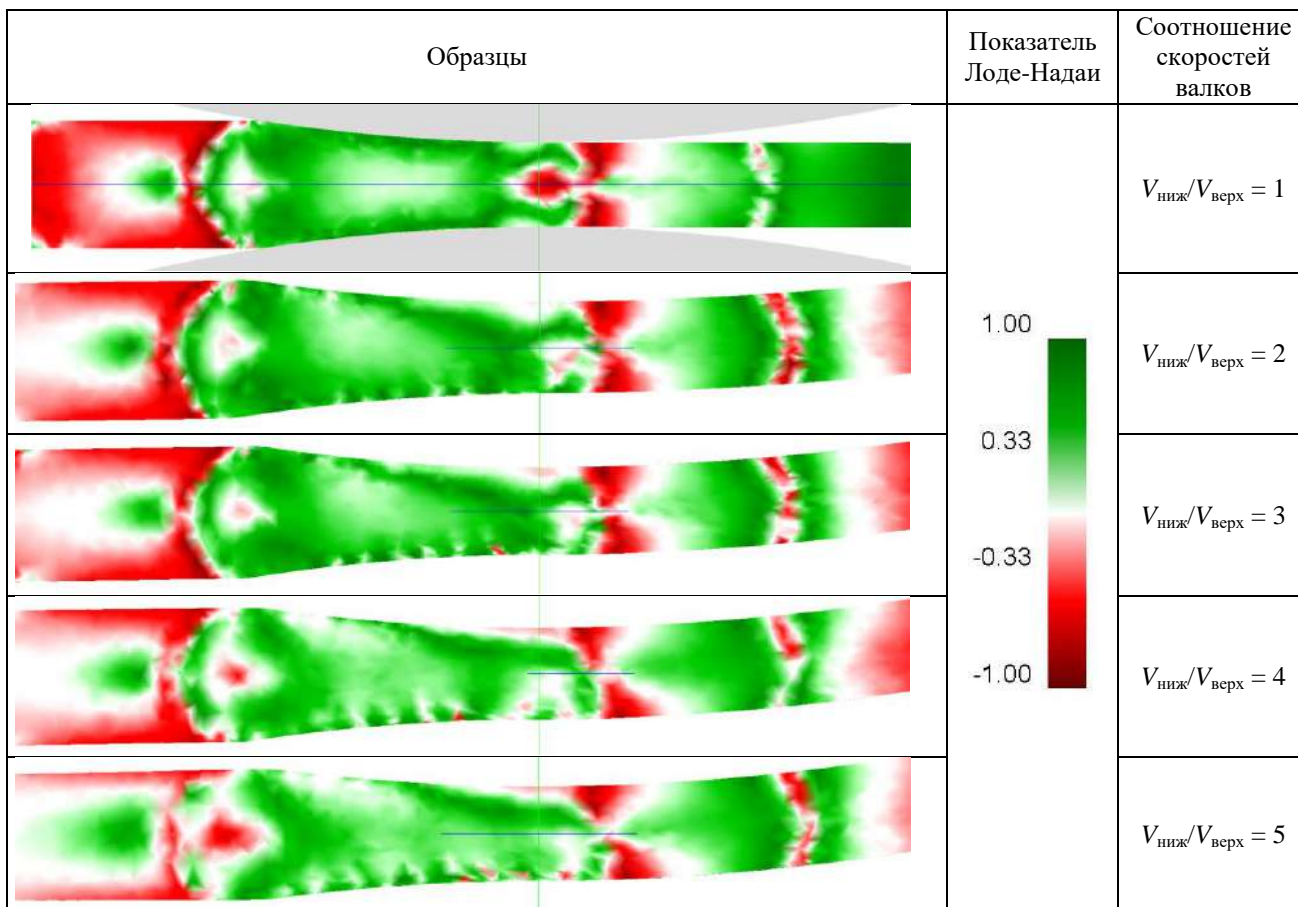 Образцы
Показатель
Лоде-Надаи
Соотношение
скоростей
валков
1.00
0.33
-0.33
-1.00
Vниж/Vверх = 1
Vниж/Vверх = 2
Vниж/Vверх = 3
Vниж/Vверх = 4
Vниж/Vверх = 5